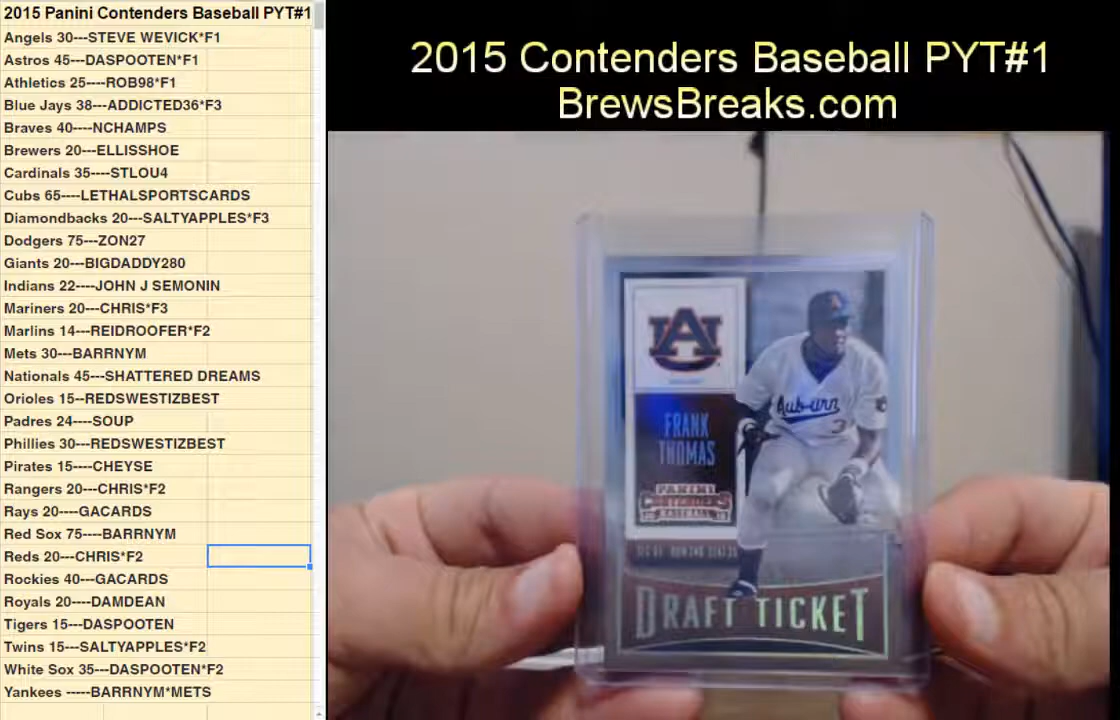 2015 Panini Contenders Baseball PYT#1
Angels 30---STEVE WEVICK*F1
Astros 45----DASPOOTEN*F1
Athletics 25----ROB98*F1
Blue Jays 38---ADDICTED36*F3
Braves 40----NCHAMPS
Brewers 20---ELLISSHOE
Cardinals 35----STLOU4
Cubs 65----LETHALSPORTSCARDS
Diamondbacks 20---SALTYAPPLES*F3
Dodgers 75---ZON27
Giants 20---BIGDADDY280
Indians 22----JOHN J SEMONIN
Mariners 20---CHRIS*F3
Marlins 14---REIDROOFER*F2
Mets 30---BARRNYM
Nationals 45---SHATTERED DREAMS
Orioles 15--REDSWESTIZBEST
Padres 24----SOUP
Phillies 30---REDSWESTIZBEST
Pirates 15----CHEYSE
Rangers 20---CHRIS*F2
Rays 20----GACARDS
Red Sox 75----BARRNYM
Reds 20---CHRIS*F2
Rockies 40---GACARDS
Royals 20----DAMDEAN
Tigers 15---DASPOOTEN
Twins 15---SALTYAPPLES*F2
White Sox 35---DASPOOTEN*F2
Yankees -----BARRNYM*METS
2015 Contenders Baseball PYT#1
BrewsBreaks.com
AU
Auburn
3
FRANK
THOMAS
PANINI
CONTENDERS
BASEBALL
DRAFT TICKET